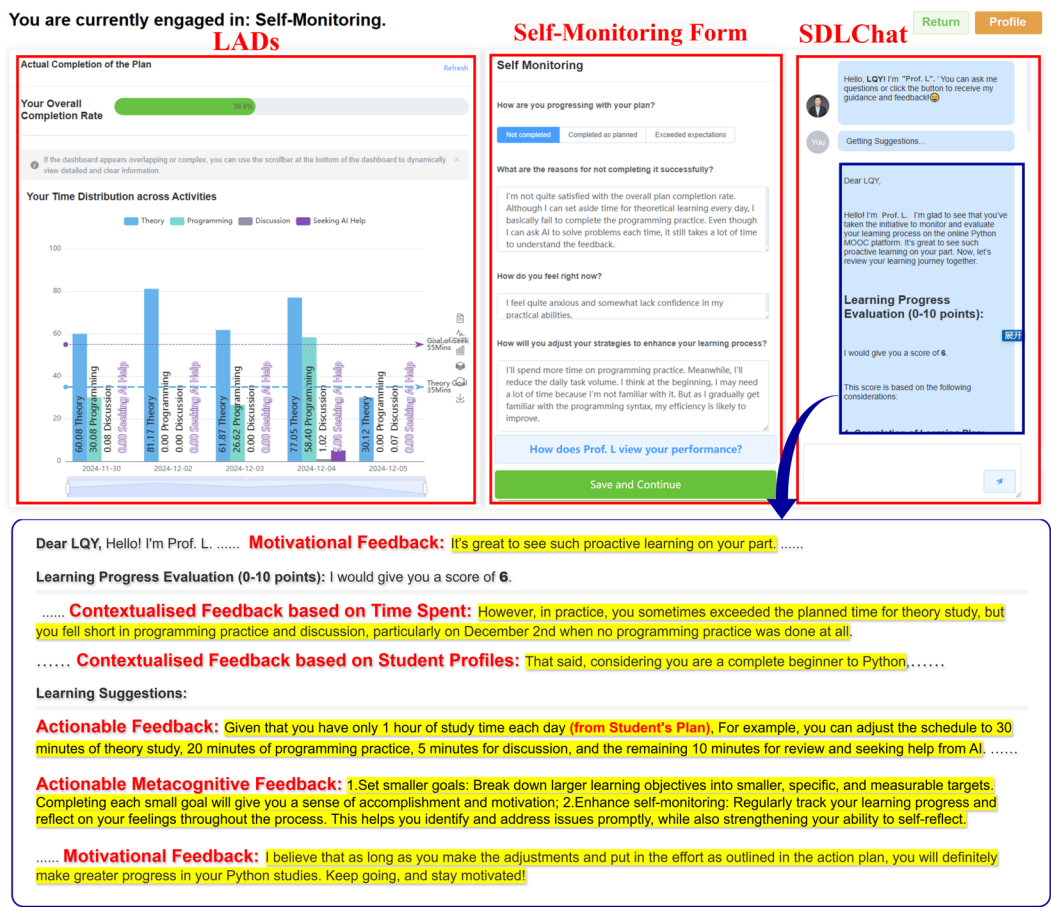 You are currently engaged in: Self-Monitoring.
Return
Profile
LADs
Self-Monitoring Form
SDLChat
Actual Completion of the Plan
Refresh
Your Overall
Completion Rate
39.9%
If the dashboard appears overlapping or complex, you can use the scrollbar at the bottom of the dashboard to dynamically
view detailed and clear information.
Your Time Distribution across Activities
Theory
Programming
Discussion
Seeking AI Help
100
80
60
40
20
0
60.08 Theory
30.08 Programming
0.08 Discussion
0.00 Seeking AI Help
81.17 Theory
0.00 Programming
0.00 Discussion
0.00 Seeking AI Help
61.87 Theory
26.62 Programming
0.00 Discussion
0.00 Seeking AI Help
77.05 Theory
58.40 Programming
1.02 Discussion
Seeking AI Help
30.12 Theory
0.00 Programming
0.07 Discussion
0.00 Seeking AI Help
Goal of Seek
55Mins
Theory Goal
35Mins
2024-11-30
2024-12-02
2024-12-03
2024-12-04
2024-12-05
Self Monitoring
How are you progressing with your plan?
Not completed
Completed as planned
Exceeded expectations
What are the reasons for not completing it successfully?
I'm not quite satisfied with the overall plan completion rate.
Although I can set aside time for theoretical learning every day, I
basically fail to complete the programming practice. Even though
I can ask AI to solve problems each time, it still takes a lot of time
to understand the feedback.
How do you feel right now?
I feel quite anxious and somewhat lack confidence in my
practical abilities.
How will you adjust your strategies to enhance your learning process?
I'll spend more time on programming practice. Meanwhile, I'll
reduce the daily task volume. I think at the beginning, I may need
a lot of time because I'm not familiar with it. But as I gradually get
familiar with the programming syntax, my efficiency is likely to
improve.
How does Prof. L view your performance?
Save and Continue
Hello, LQY! I'm "Prof. L". ' You can ask me
questions or click the button to receive my
guidance and feedback!😄
You
Getting Suggestions...
Dear LQY,
Hello! I'm Prof. L. I'm glad to see that you've
taken the initiative to monitor and evaluate
your learning process on the online Python
MOOC platform. It's great to see such
proactive learning on your part. Now, let's
review your learning journey together.
Learning Progress
Evaluation (0-10 points):
展开
I would give you a score of 6.
This score is based on the following
considerations:
1. Completion of Learning Plan:
Dear LQY, Hello! I'm Prof. L. ...... Motivational Feedback: It's great to see such proactive learning on your part. ......
Learning Progress Evaluation (0-10 points): I would give you a score of 6.
...... Contextualised Feedback based on Time Spent: However, in practice, you sometimes exceeded the planned time for theory study, but
you fell short in programming practice and discussion, particularly on December 2nd when no programming practice was done at all.
...... Contextualised Feedback based on Student Profiles: That said, considering you are a complete beginner to Python,......
Learning Suggestions:
Actionable Feedback: Given that you have only 1 hour of study time each day (from Student's Plan), For example, you can adjust the schedule to 30
minutes of theory study, 20 minutes of programming practice, 5 minutes for discussion, and the remaining 10 minutes for review and seeking help from AI. ......
Actionable Metacognitive Feedback: 1.Set smaller goals: Break down larger learning objectives into smaller, specific, and measurable targets.
Completing each small goal will give you a sense of accomplishment and motivation; 2.Enhance self-monitoring: Regularly track your learning progress and
reflect on your feelings throughout the process. This helps you identify and address issues promptly, while also strengthening your ability to self-reflect.
...... Motivational Feedback: I believe that as long as you make the adjustments and put in the effort as outlined in the action plan, you will definitely
make greater progress in your Python studies. Keep going, and stay motivated!